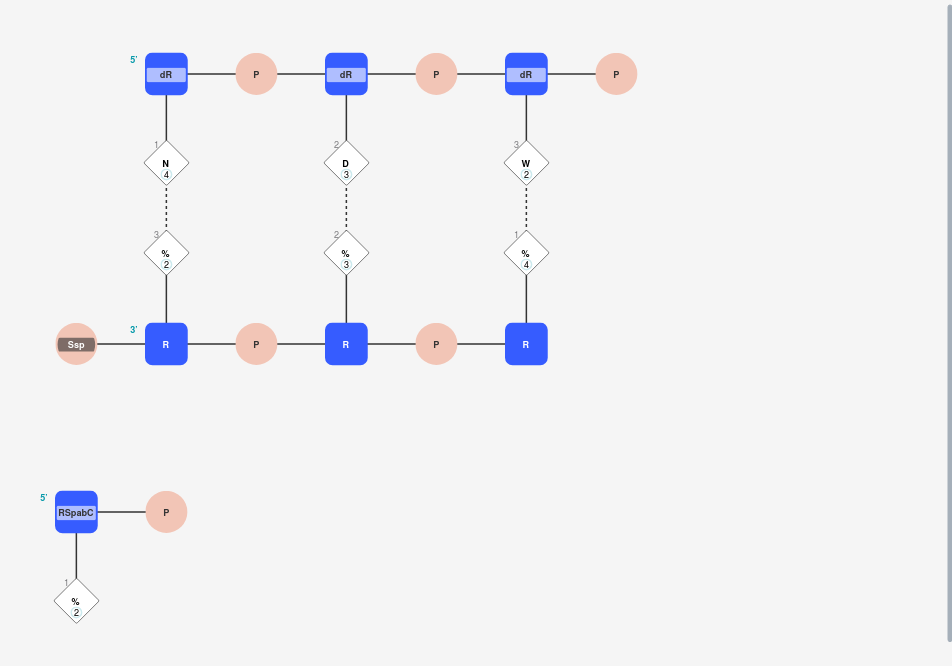 5'
dR P dR P dR P
1 2 3
N D W
4 3 2
3 2 1
% % %
2 3 4
3'
Ssp R P R P R
5'
RSpabC P
1
%
2